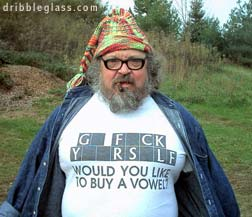 dribbleglass.com
G F CK
Y RS LF
WOULD YOU LIKE
TO BUY A VOWEL?